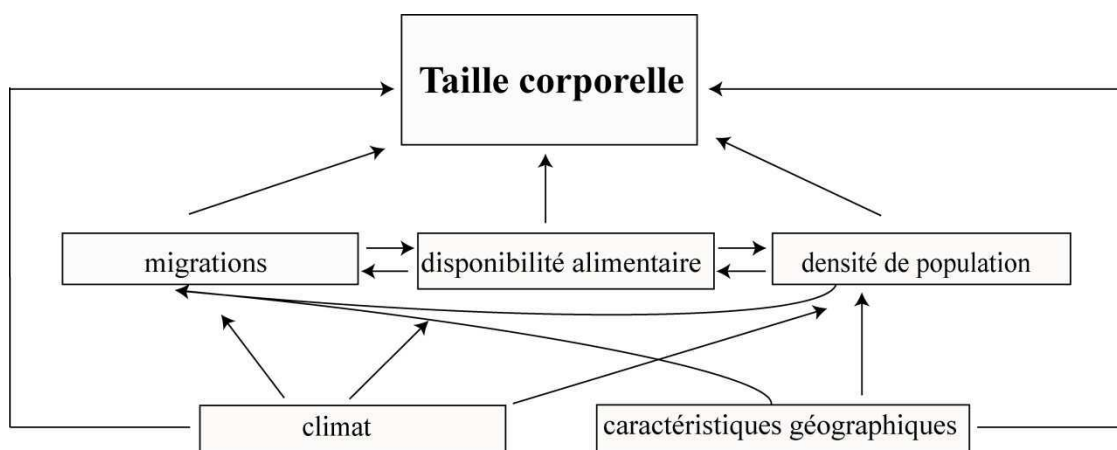 Taille corporelle
migrations
disponibilité alimentaire
densité de population
climat
caractéristiques géographiques